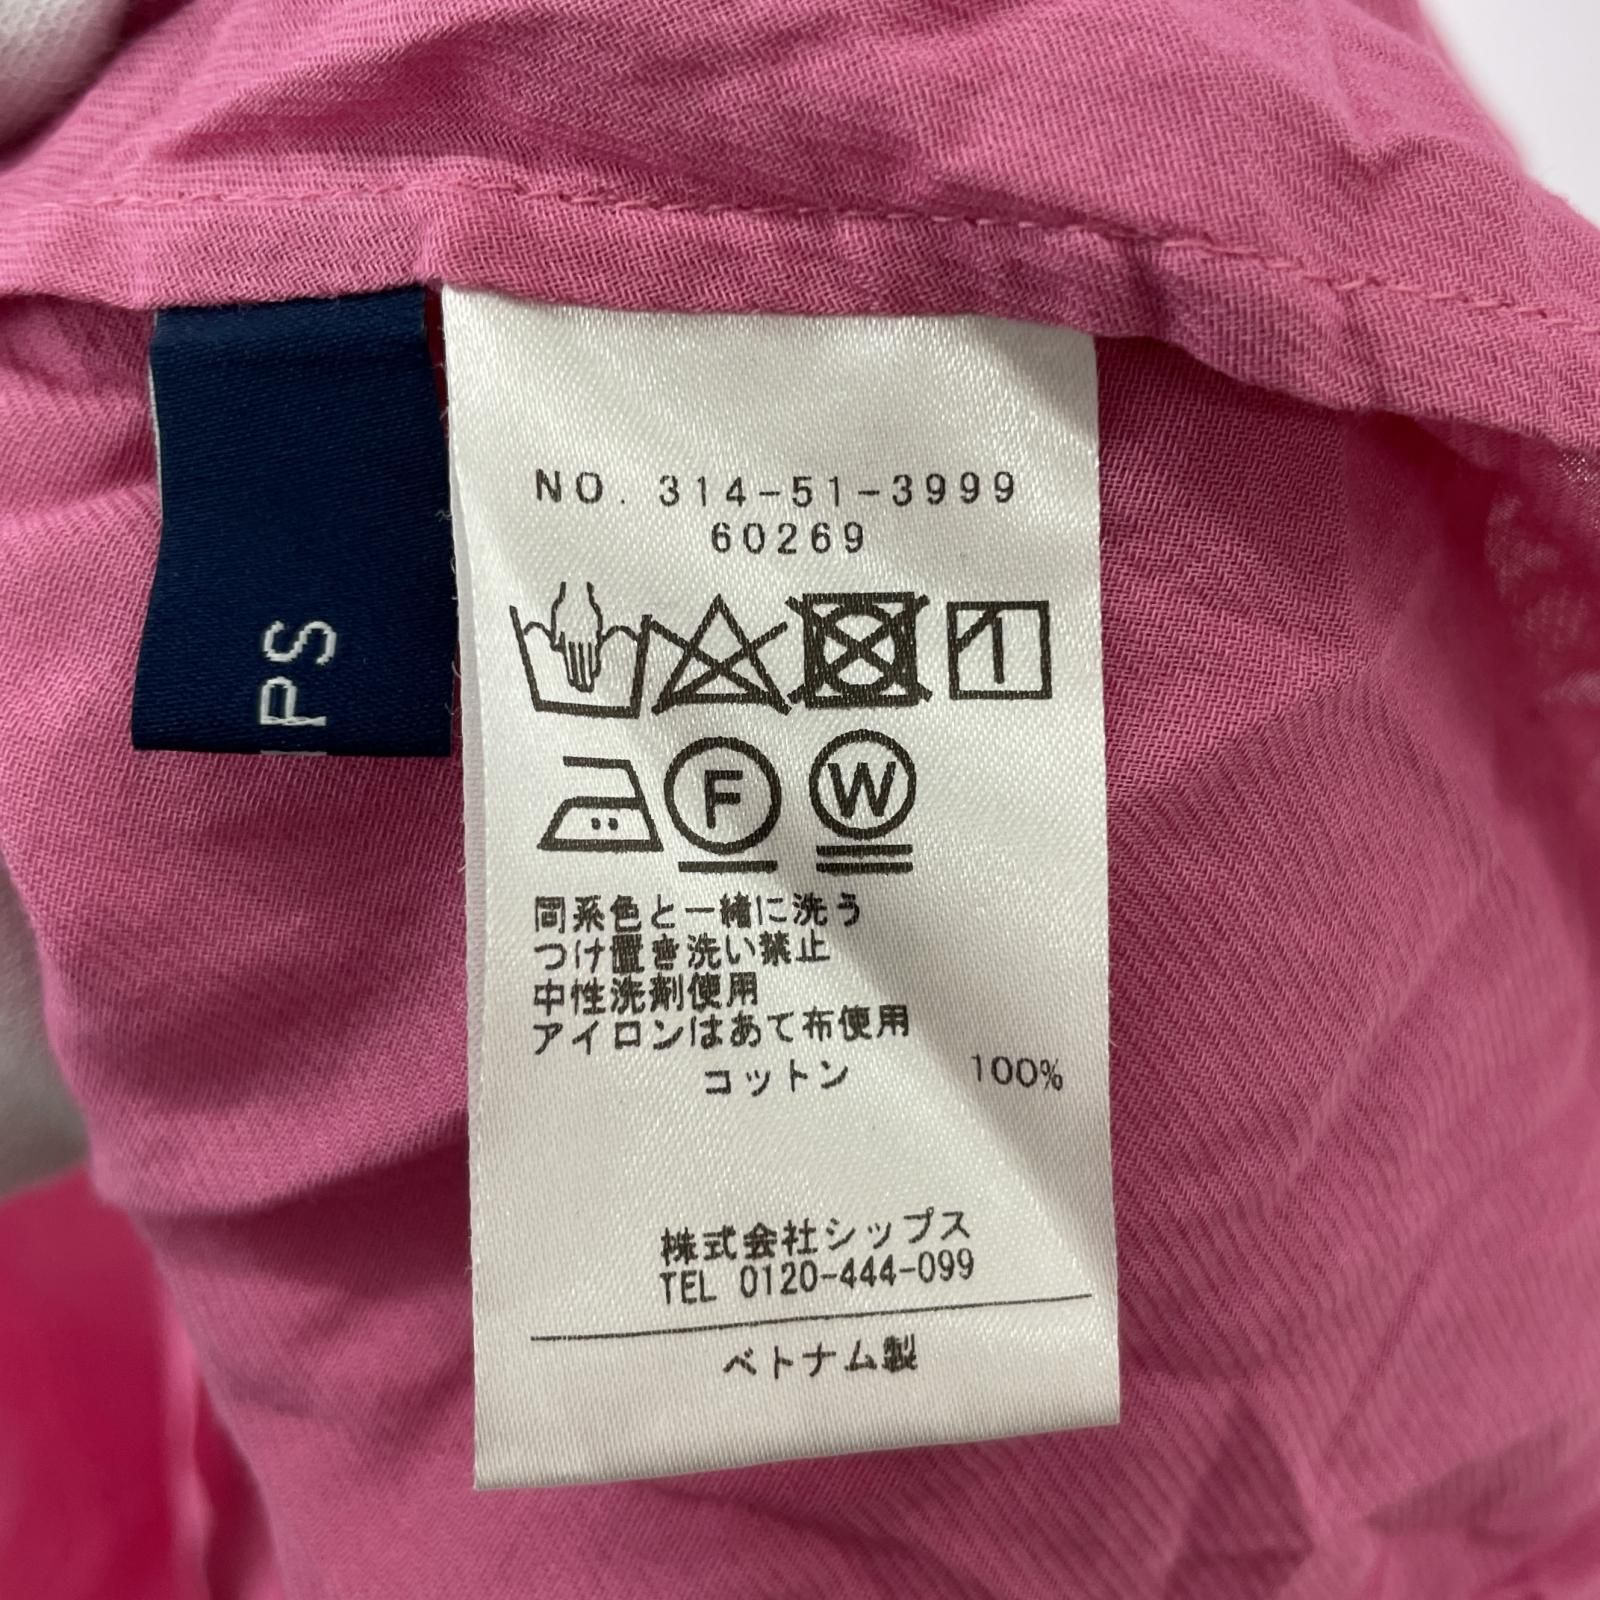 NO. 314-51-3999
60269
F W
同系色と一緒に洗う
つけ置き洗い禁止
中性洗剤使用
アイロンはあて布使用
コットン 100%
株式会社シップス
TEL 0120-444-099
ベトナム製
PS